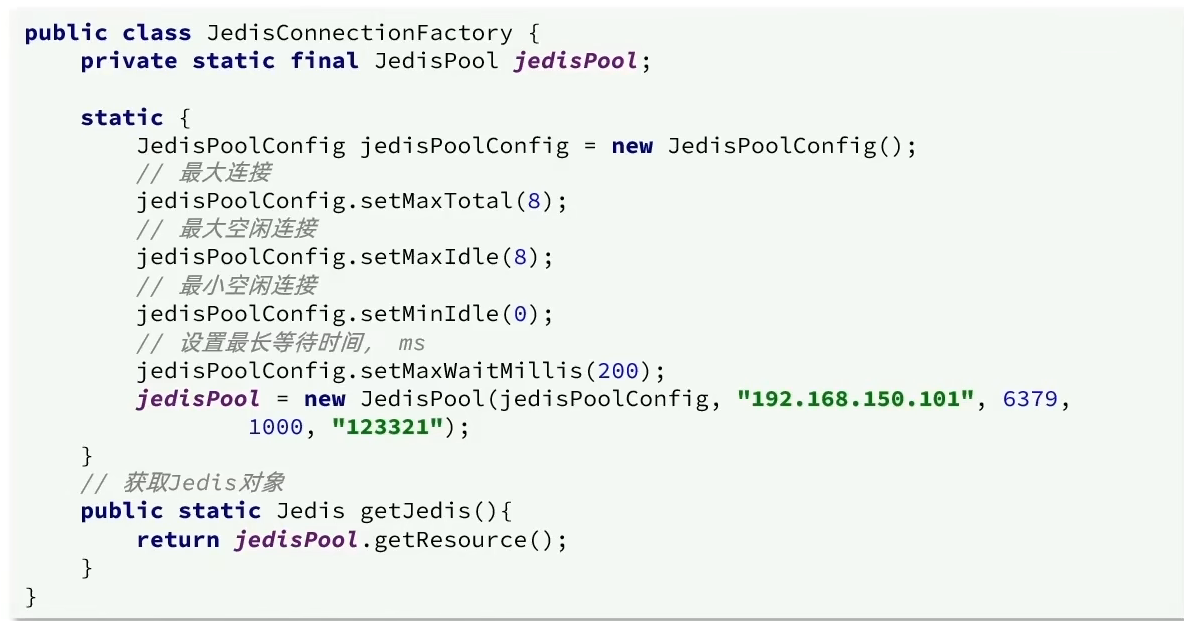 public class JedisConnectionFactory {
    private static final JedisPool jedisPool;

    static {
        JedisPoolConfig jedisPoolConfig = new JedisPoolConfig();
        // 最大连接
        jedisPoolConfig.setMaxTotal(8);
        // 最大空闲连接
        jedisPoolConfig.setMaxIdle(8);
        // 最小空闲连接
        jedisPoolConfig.setMinIdle(0);
        // 设置最长等待时间， ms
        jedisPoolConfig.setMaxWaitMillis(200);
        jedisPool = new JedisPool(jedisPoolConfig, "192.168.150.101", 6379,
                1000, "123321");
    }
    // 获取Jedis对象
    public static Jedis getJedis(){
        return jedisPool.getResource();
    }
}